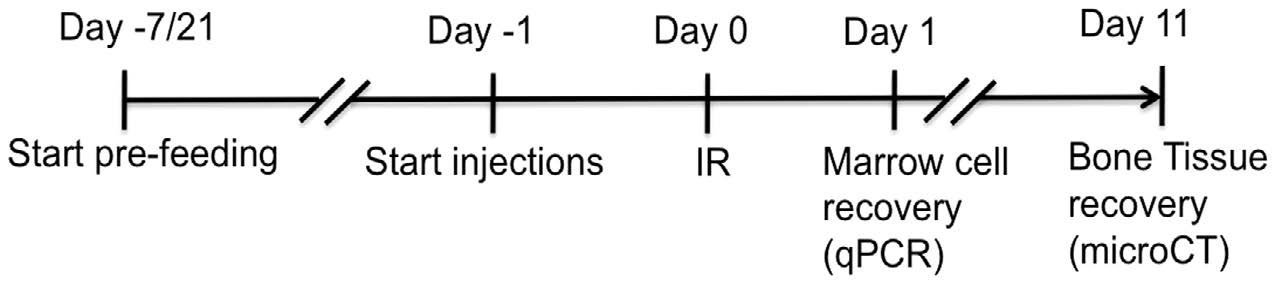 Day -7/21
Day -1
Day 0
Day 1
Day 11
Start pre-feeding
Start injections
IR
Marrow cell
recovery
(qPCR)
Bone Tissue
recovery
(microCT)